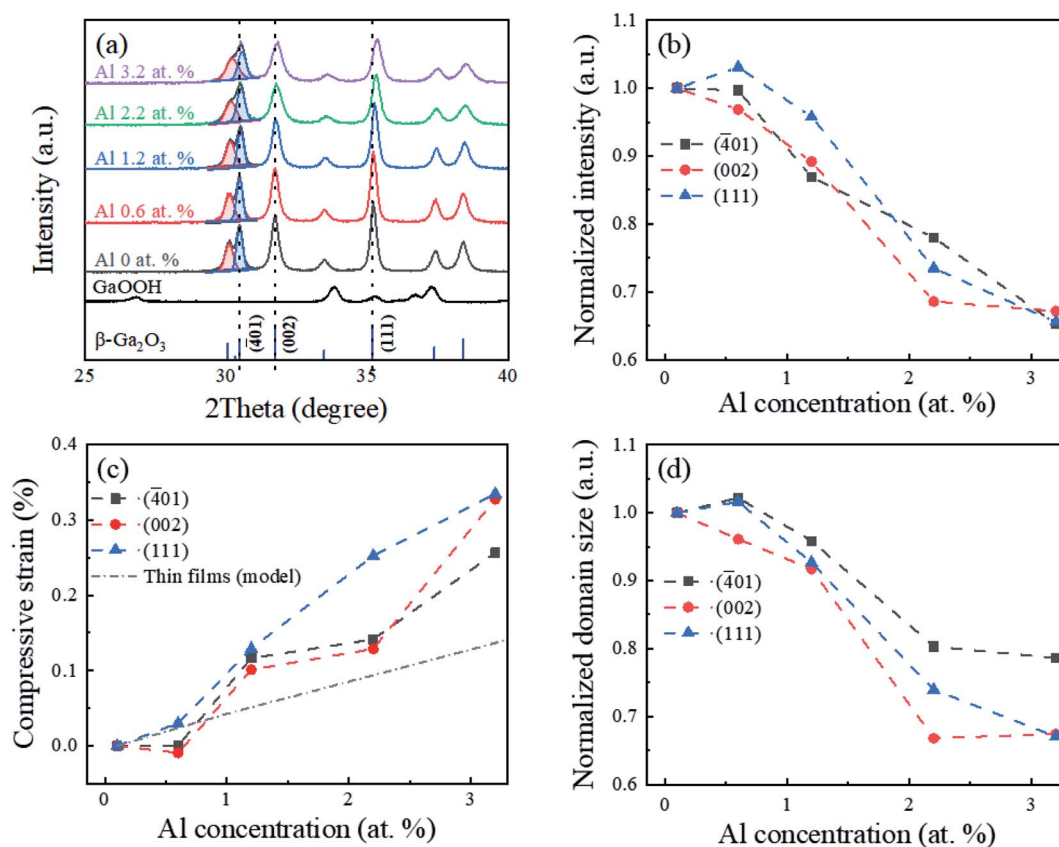 (a)
Al 3.2 at. %
Al 2.2 at. %
Al 1.2 at. %
Al 0.6 at. %
Al 0 at. %
GaOOH
β-Ga₂O₃
(4̅01)
(002)
(111)
25 30 35 40
2Theta (degree)
Intensity (a.u.)
(b)
1.1
1.0
0.9
0.8
0.7
0.6
(4̅01)
(002)
(111)
0 1 2 3
Al concentration (at. %)
Normalized intensity (a.u.)
(c)
0.4
0.3
0.2
0.1
0.0
(4̅01)
(002)
(111)
Thin films (model)
0 1 2 3
Al concentration (at. %)
Compressive strain (%)
(d)
1.1
1.0
0.9
0.8
0.7
0.6
(4̅01)
(002)
(111)
0 1 2 3
Al concentration (at. %)
Normalized domain size (a.u.)